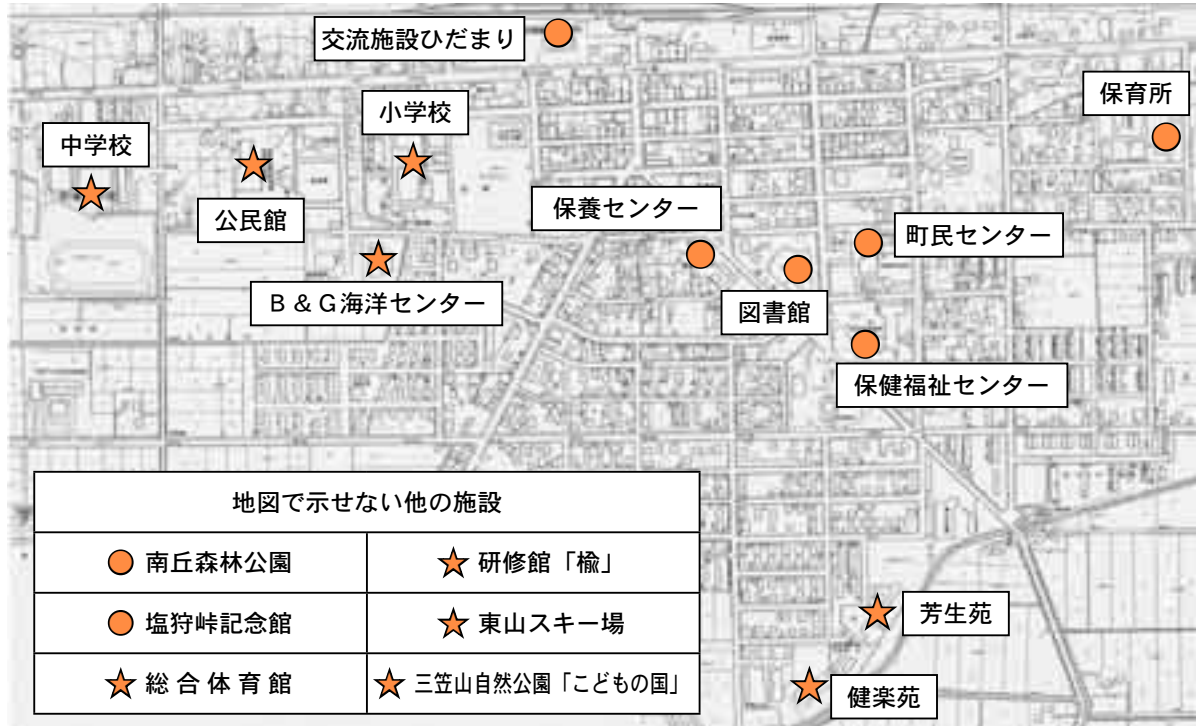 交流施設ひだまり
小学校
保育所
中学校
公民館
保養センター
町民センター
B＆G海洋センター
図書館
保健福祉センター
地図で示せない他の施設
南丘森林公園
研修館「楡」
塩狩峠記念館
東山スキー場
総合体育館
三笠山自然公園「こどもの国」
芳生苑
健楽苑